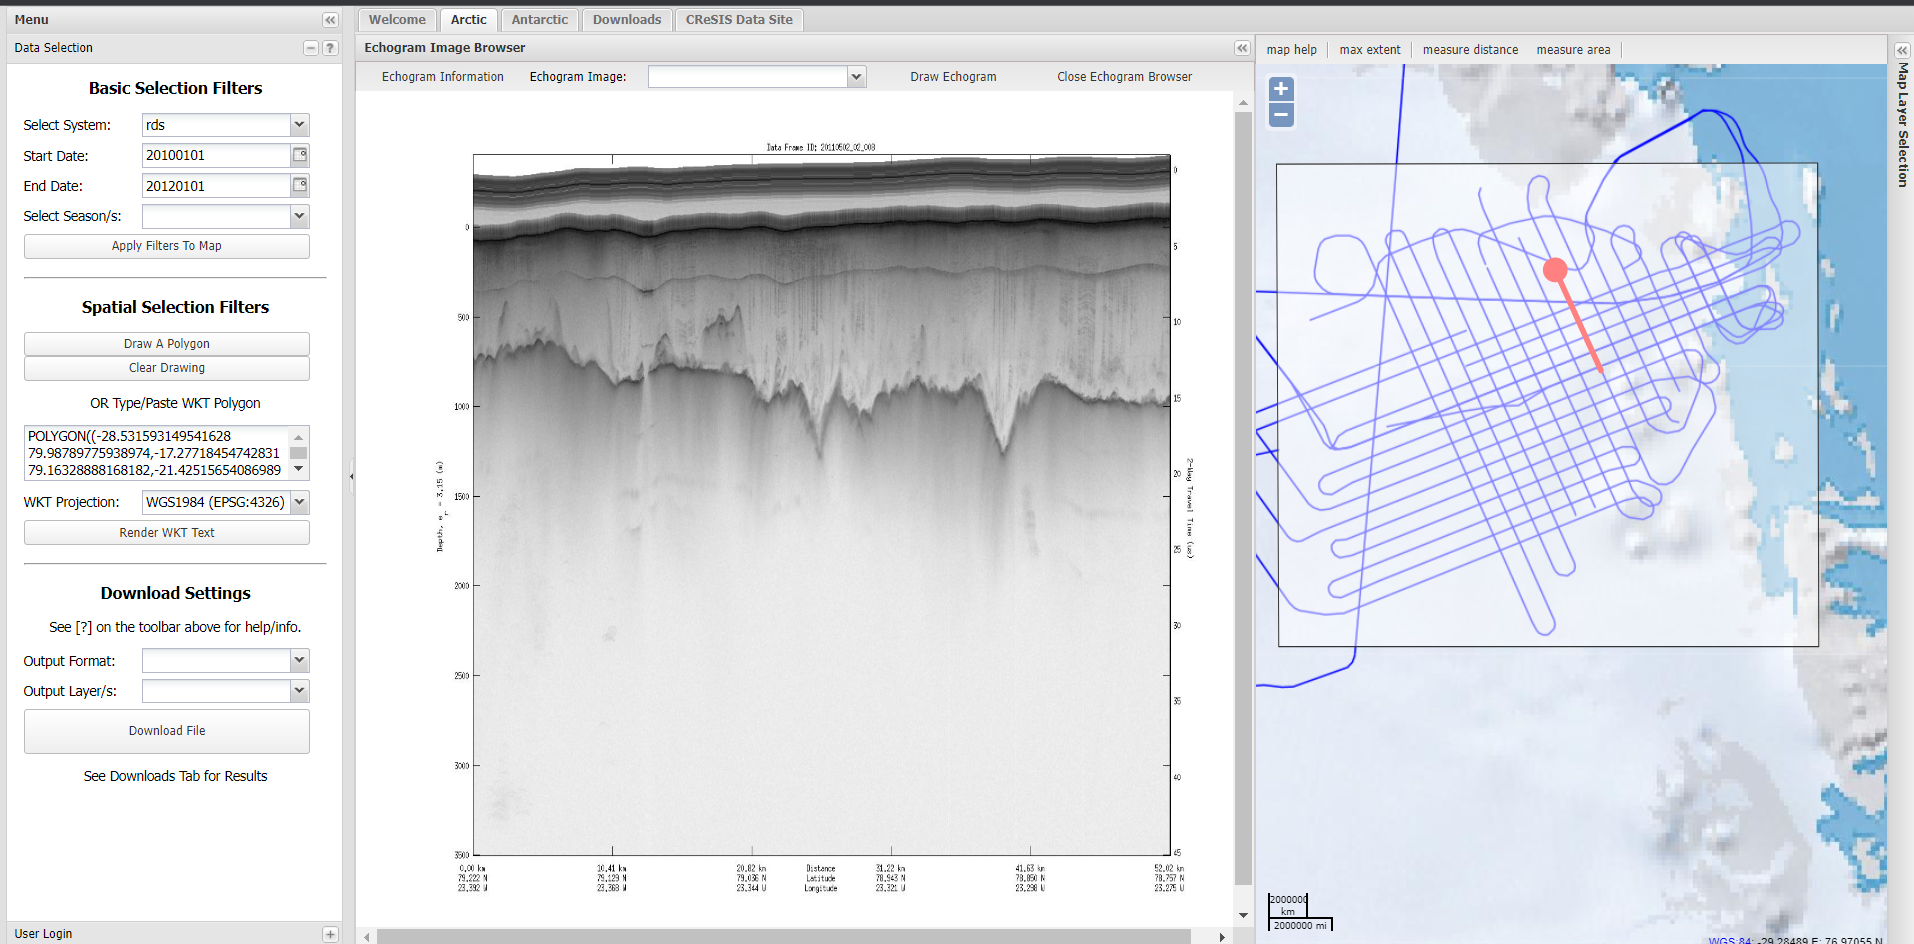 Menu
Data Selection
Basic Selection Filters
Select System: rds
Start Date: 20100101
End Date: 20120101
Select Season/s:
Apply Filters To Map
Spatial Selection Filters
Draw A Polygon
Clear Drawing
OR Type/Paste WKT Polygon
POLYGON((-28.531593149541628
79.98789775938974,-17.27718454742831
79.16328888168182,-21.42515654086989
WKT Projection: WGS1984 (EPSG:4326)
Render WKT Text
Download Settings
See [?] on the toolbar above for help/info.
Output Format:
Output Layer/s:
Download File
See Downloads Tab for Results
User Login
Welcome Arctic Antarctic Downloads CReSIS Data Site
Echogram Image Browser
Echogram Information Echogram Image: Draw Echogram Close Echogram Browser
Data Frame ID: 20110502_02_008
0
500
1000
1500
2000
2500
3000
3500
Depth, e_r = 3.15 (m)
0
5
10
15
20
25
30
35
40
45
2-Way Travel Time (us)
0.00 km 10.41 km 20.82 km Distance 31.22 km 41.63 km 52.02 km
79.222 N 79.129 N 79.036 N Latitude 78.943 N 78.850 N 78.757 N
23.392 W 23.368 W 23.344 W Longitude 23.321 W 23.298 W 23.275 W
map help max extent measure distance measure area
Map Layer Selection
2000000
km
2000000 mi
WGS:84: -29.28489 E: 76.97055 N